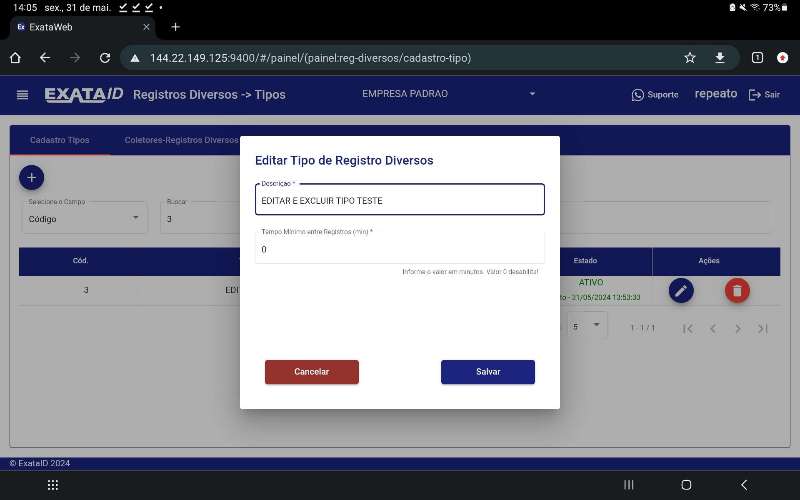 14:05 sex., 31 de mai.
73%
Ex ExataWeb
144.22.149.125:9400/#/painel/(painel:reg-diversos/cadastro-tipo)
1
EXATAID Registros Diversos -> Tipos EMPRESA PADRAO Suporte repeato Sair
Cadastro Tipos Coletores-Registros Diversos
Editar Tipo de Registro Diversos
Descrição *
EDITAR E EXCLUIR TIPO TESTE
Tempo Mínimo entre Registros (min) *
0
Informe o valor em minutos. Valor 0 desabilita!
Cancelar Salvar
+
Selecione o Campo
Código
Buscar
3
Cód. Estado Ações
3 EDI ATIVO
- 21/05/2024 13:53:33
5 1 - 1 / 1
© ExataID 2024